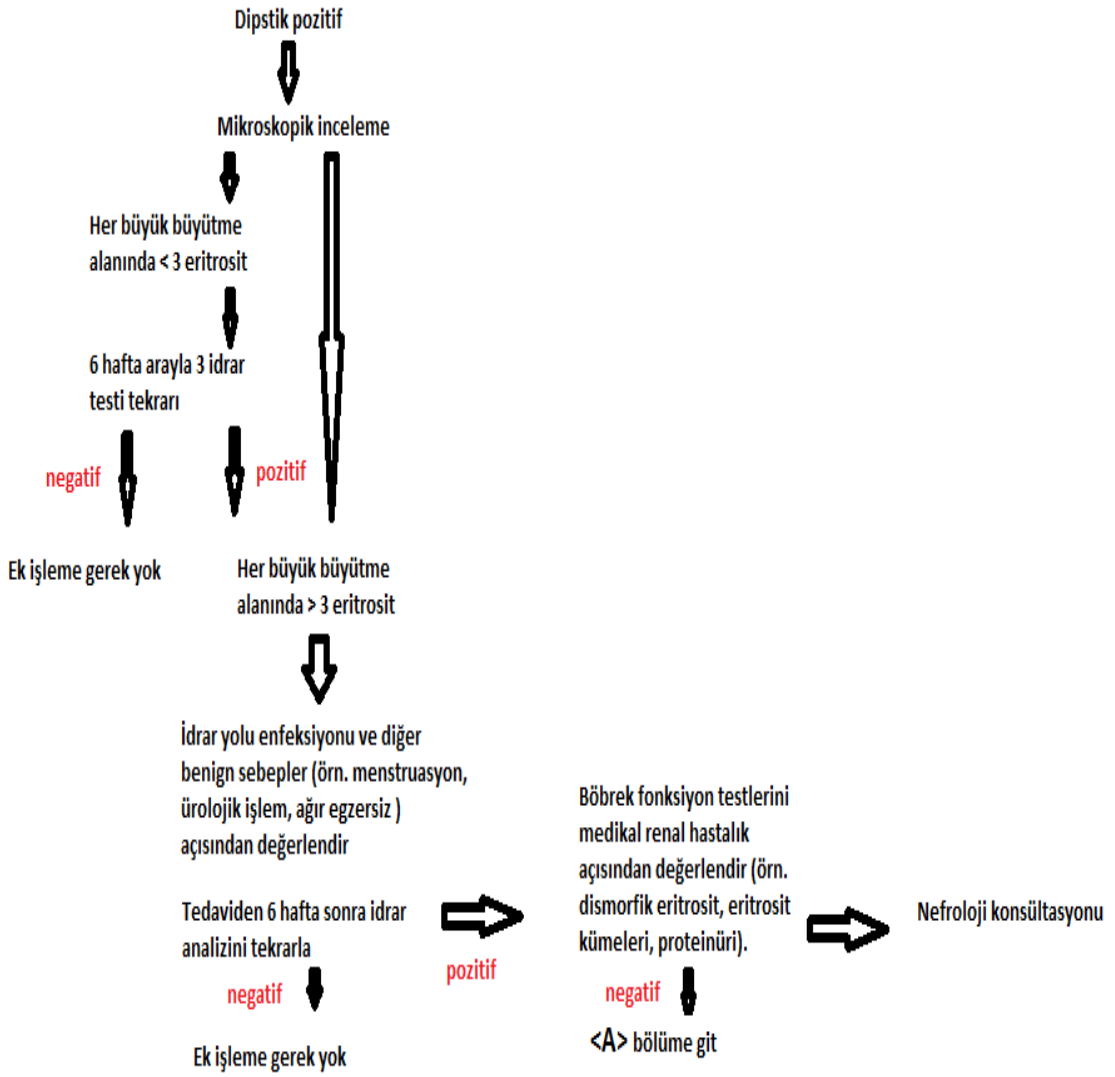 Dipstik pozitif
Mikroskopik inceleme
Her büyük büyütme
alanında < 3 eritrosit
6 hafta arayla 3 idrar
testi tekrarı
negatif
pozitif
Ek işleme gerek yok
Her büyük büyütme
alanında > 3 eritrosit
İdrar yolu enfeksiyonu ve diğer
benign sebepler (örn. menstruasyon,
ürolojik işlem, ağır egzersiz )
açısından değerlendir
Tedaviden 6 hafta sonra idrar
analizini tekrarla
pozitif
negatif
Ek işleme gerek yok
Böbrek fonksiyon testlerini
medikal renal hastalık
açısından değerlendir (örn.
dismorfik eritrosit, eritrosit
kümeleri, proteinüri).
Nefroloji konsültasyonu
negatif
<A> bölüme git